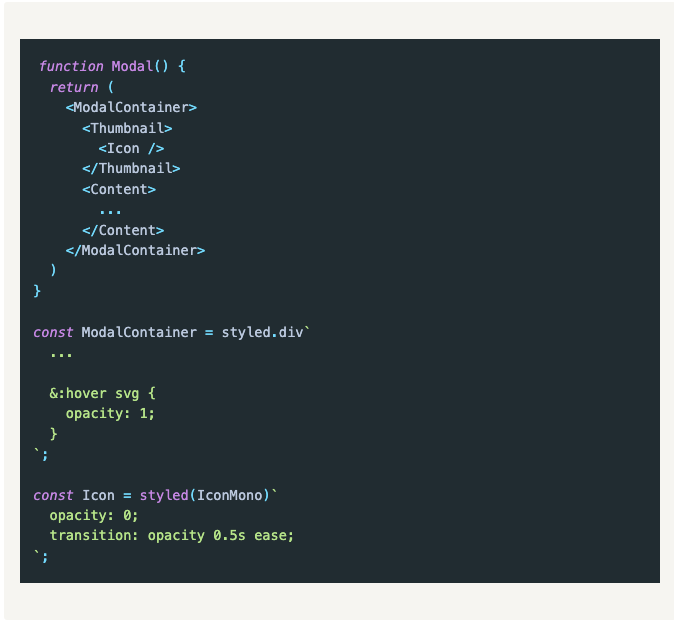 function Modal() {
  return (
    <ModalContainer>
      <Thumbnail>
        <Icon />
      </Thumbnail>
      <Content>
        ...
      </Content>
    </ModalContainer>
  )
}

const ModalContainer = styled.div`
  ...

  &:hover svg {
    opacity: 1;
  }
`;

const Icon = styled(IconMono)`
  opacity: 0;
  transition: opacity 0.5s ease;
`;